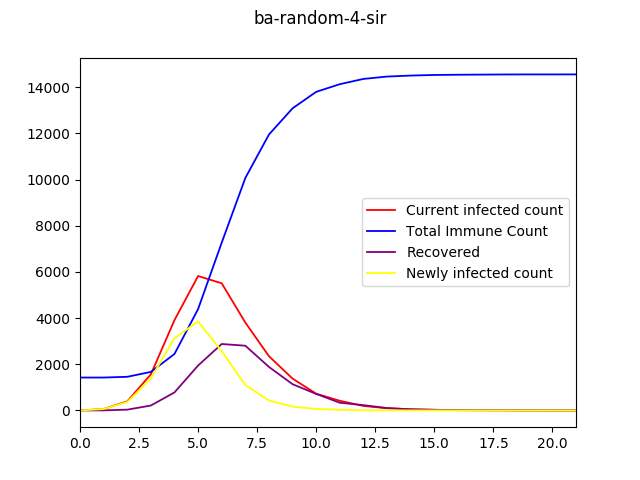 ba-random-4-sir
14000
12000
10000
8000
6000
4000
2000
0
Current infected count
Total Immune Count
Recovered
Newly infected count
0.0 2.5 5.0 7.5 10.0 12.5 15.0 17.5 20.0